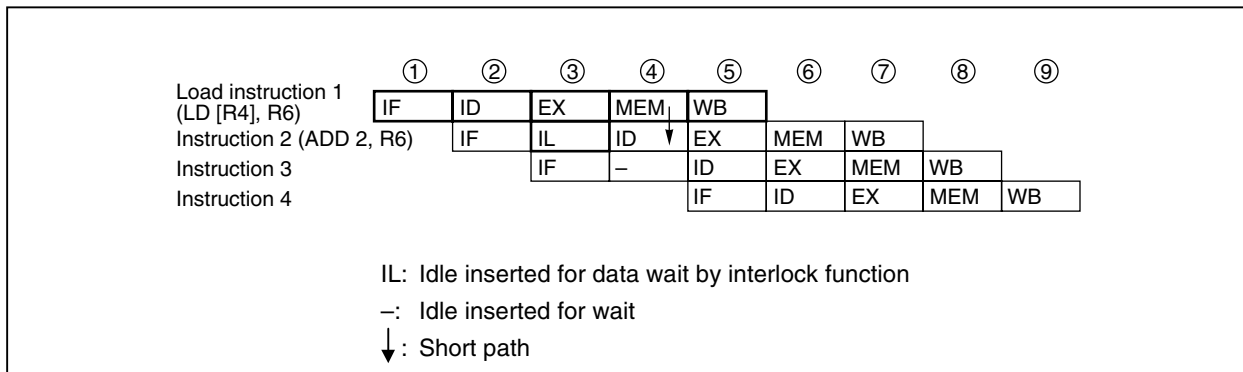 ① ② ③ ④ ⑤ ⑥ ⑦ ⑧ ⑨
Load instruction 1
(LD [R4], R6) IF ID EX MEM WB
Instruction 2 (ADD 2, R6) IF IL ID EX MEM WB
Instruction 3 IF – ID EX MEM WB
Instruction 4 IF ID EX MEM WB
IL: Idle inserted for data wait by interlock function
–: Idle inserted for wait
↓: Short path